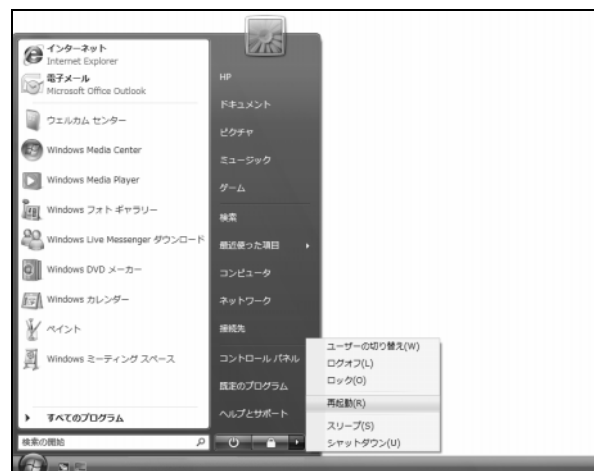 インターネット
Internet Explorer
電子メール
Microsoft Office Outlook
ウェルカム センター
Windows Media Center
Windows Media Player
Windows フォト ギャラリー
Windows Live Messenger ダウンロード
Windows DVD メーカー
Windows カレンダー
ペイント
Windows ミーティング スペース
すべてのプログラム
検索の開始
HP
ドキュメント
ピクチャ
ミュージック
ゲーム
検索
最近使った項目
コンピュータ
ネットワーク
接続先
コントロール パネル
既定のプログラム
ヘルプとサポート
ユーザーの切り替え(W)
ログオフ(L)
ロック(O)
再起動(R)
スリープ(S)
シャットダウン(U)